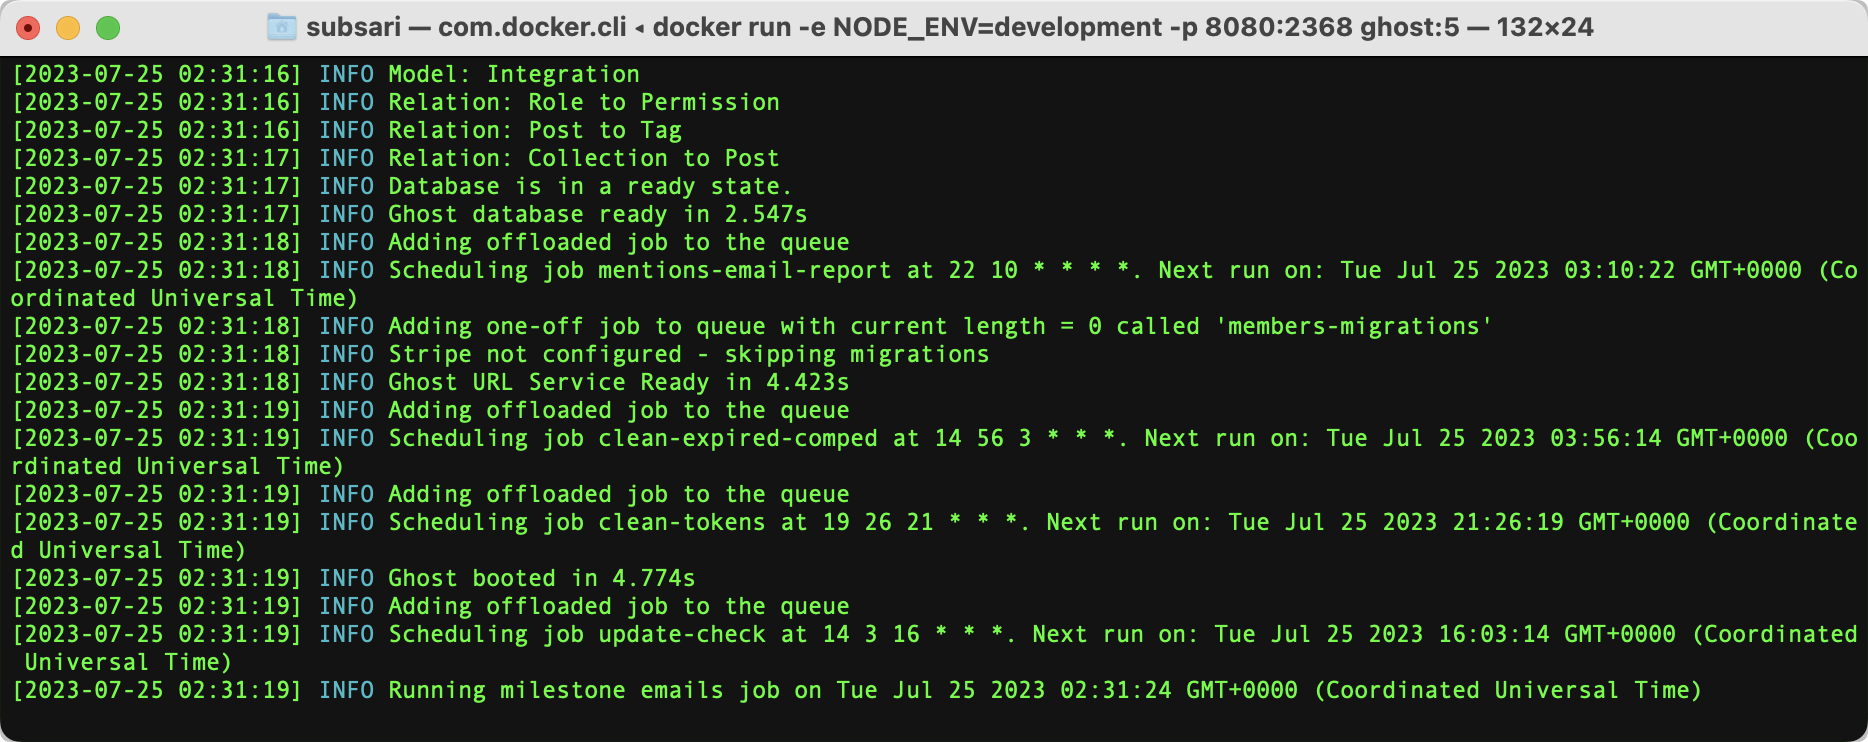 subsari — com.docker.cli ◂ docker run -e NODE_ENV=development -p 8080:2368 ghost:5 — 132×24
[2023-07-25 02:31:16] INFO Model: Integration
[2023-07-25 02:31:16] INFO Relation: Role to Permission
[2023-07-25 02:31:16] INFO Relation: Post to Tag
[2023-07-25 02:31:17] INFO Relation: Collection to Post
[2023-07-25 02:31:17] INFO Database is in a ready state.
[2023-07-25 02:31:17] INFO Ghost database ready in 2.547s
[2023-07-25 02:31:18] INFO Adding offloaded job to the queue
[2023-07-25 02:31:18] INFO Scheduling job mentions-email-report at 22 10 * * * *. Next run on: Tue Jul 25 2023 03:10:22 GMT+0000 (Co
ordinated Universal Time)
[2023-07-25 02:31:18] INFO Adding one-off job to queue with current length = 0 called 'members-migrations'
[2023-07-25 02:31:18] INFO Stripe not configured - skipping migrations
[2023-07-25 02:31:18] INFO Ghost URL Service Ready in 4.423s
[2023-07-25 02:31:19] INFO Adding offloaded job to the queue
[2023-07-25 02:31:19] INFO Scheduling job clean-expired-comped at 14 56 3 * * *. Next run on: Tue Jul 25 2023 03:56:14 GMT+0000 (Coo
rdinated Universal Time)
[2023-07-25 02:31:19] INFO Adding offloaded job to the queue
[2023-07-25 02:31:19] INFO Scheduling job clean-tokens at 19 26 21 * * *. Next run on: Tue Jul 25 2023 21:26:19 GMT+0000 (Coordinate
d Universal Time)
[2023-07-25 02:31:19] INFO Ghost booted in 4.774s
[2023-07-25 02:31:19] INFO Adding offloaded job to the queue
[2023-07-25 02:31:19] INFO Scheduling job update-check at 14 3 16 * * *. Next run on: Tue Jul 25 2023 16:03:14 GMT+0000 (Coordinated
 Universal Time)
[2023-07-25 02:31:19] INFO Running milestone emails job on Tue Jul 25 2023 02:31:24 GMT+0000 (Coordinated Universal Time)